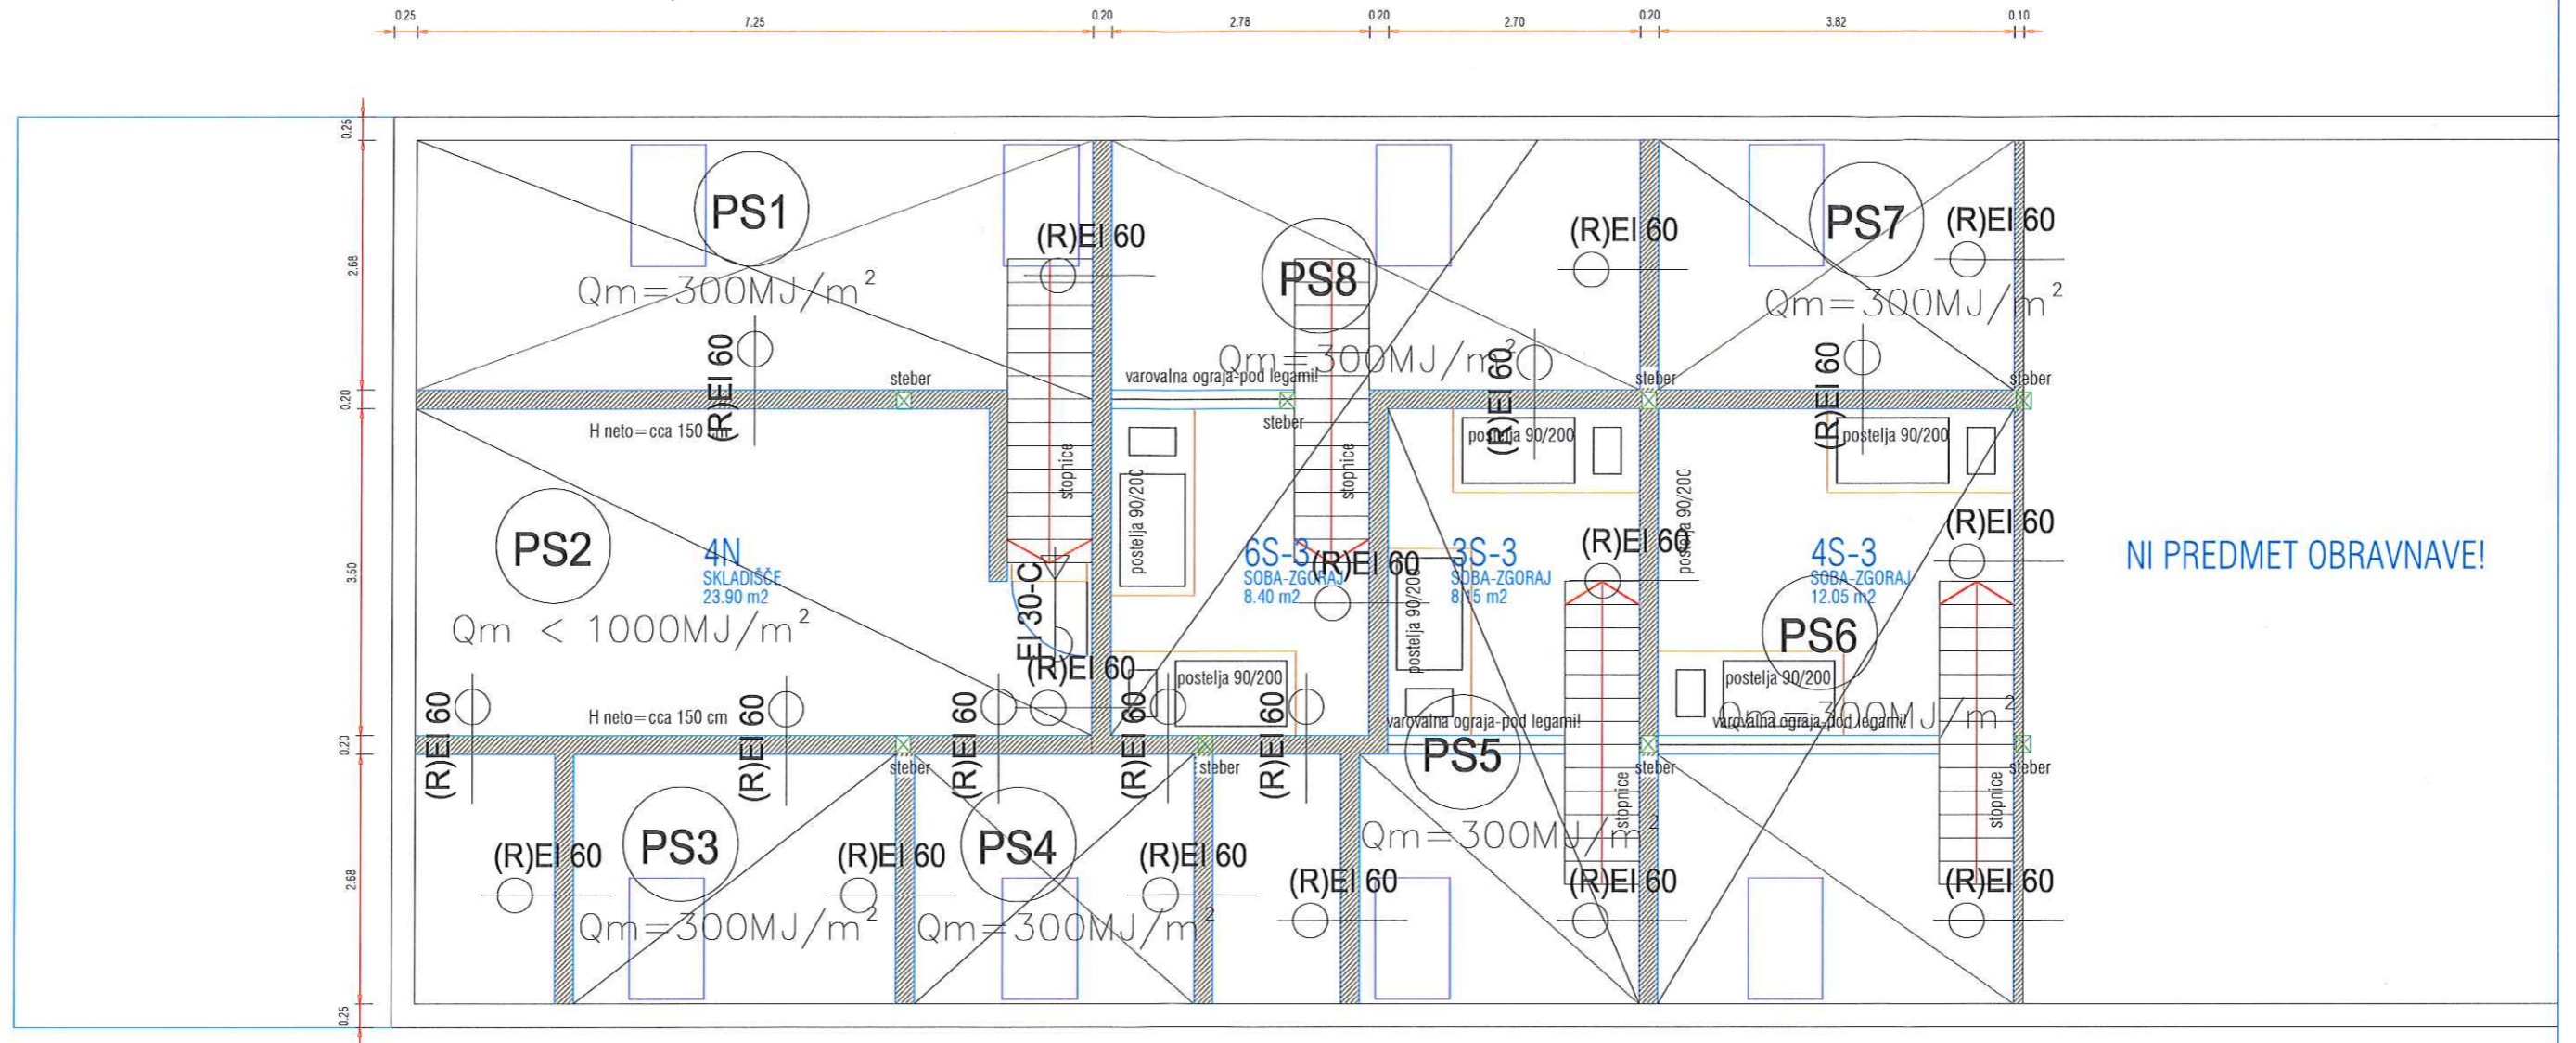 0.25 7.25 0.20 2.78 0.20 2.70 0.20 3.82 0.10
0.25
2.68
0.20
3.50
0.20
2.68
0.25
PS1
Qm=300MJ/m²
(R)EI 60
(R)EI 60
PS8
Qm=300MJ/m²
(R)EI 60
(R)EI 60
PS7
Qm=300MJ/m²
(R)EI 60
(R)EI 60
steber
varovalna ograja-pod legami!
steber
steber
steber
H neto=cca 150 cm
PS2
4N
SKLADIŠČE
23.90 m2
Qm < 1000MJ/m²
H neto=cca 150 cm
stopnice
EI 30-C
(R)EI 60
postelja 90/200
6S-3
SOBA-ZGORAJ
8.40 m2
stopnice
(R)EI 60
postelja 90/200
postelja 90/200
3S-3
SOBA-ZGORAJ
8.15 m2
postelja 90/200
(R)EI 60
varovalna ograja-pod legami!
postelja 90/200
postelja 90/200
4S-3
SOBA-ZGORAJ
12.05 m2
PS6
postelja 90/200
Qm=300MJ/m²
varovalna ograja-pod legami!
(R)EI 60
NI PREDMET OBRAVNAVE!
(R)EI 60
(R)EI 60
(R)EI 60
(R)EI 60
(R)EI 60
steber
steber
steber
steber
PS3
Qm=300MJ/m²
(R)EI 60
(R)EI 60
PS4
Qm=300MJ/m²
(R)EI 60
(R)EI 60
PS5
Qm=300MJ/m²
stopnice
(R)EI 60
stopnice
(R)EI 60